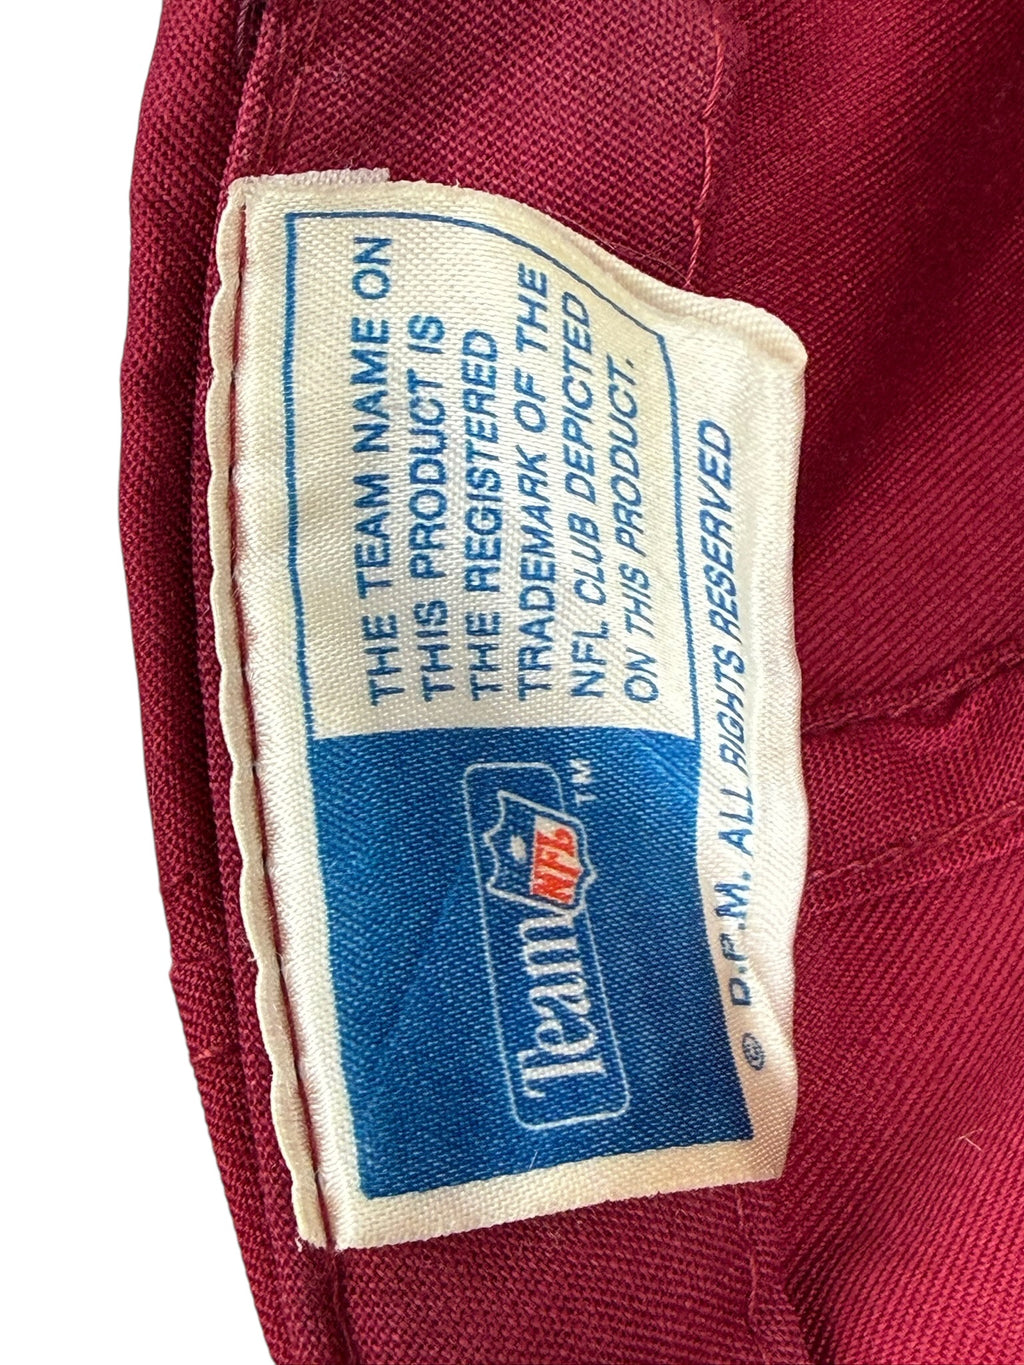 Team NFL TM
THE TEAM NAME ON
THIS PRODUCT IS
THE REGISTERED
TRADEMARK OF THE
NFL CLUB DEPICTED
ON THIS PRODUCT.
® D.P.M. ALL RIGHTS RESERVED